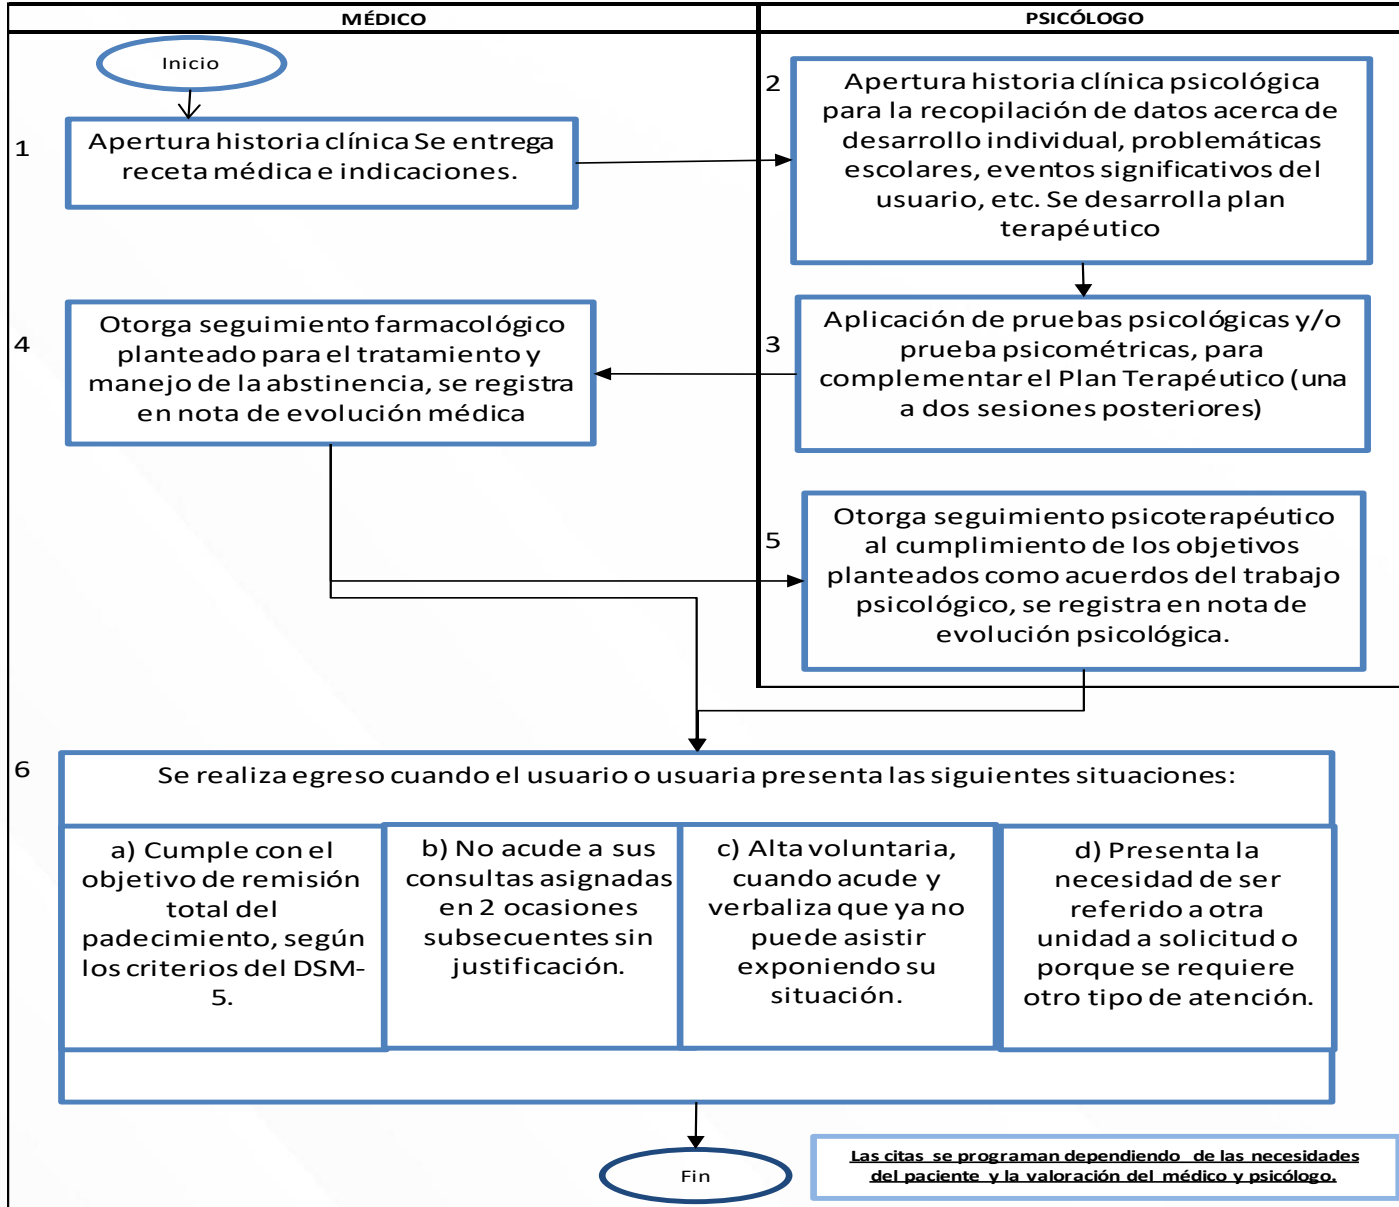 MÉDICO
PSICÓLOGO
Inicio
1
Apertura historia clínica Se entrega
receta médica e indicaciones.
2
Apertura historia clínica psicológica
para la recopilación de datos acerca de
desarrollo individual, problemáticas
escolares, eventos significativos del
usuario, etc. Se desarrolla plan
terapéutico
3
Aplicación de pruebas psicológicas y/o
prueba psicométricas, para
complementar el Plan Terapéutico (una
a dos sesiones posteriores)
4
Otorga seguimiento farmacológico
planteado para el tratamiento y
manejo de la abstinencia, se registra
en nota de evolución médica
5
Otorga seguimiento psicoterapéutico
al cumplimiento de los objetivos
planteados como acuerdos del trabajo
psicológico, se registra en nota de
evolución psicológica.
6
Se realiza egreso cuando el usuario o usuaria presenta las siguientes situaciones:
a) Cumple con el
objetivo de remisión
total del
padecimiento, según
los criterios del DSM-
5.
b) No acude a sus
consultas asignadas
en 2 ocasiones
subsecuentes sin
justificación.
c) Alta voluntaria,
cuando acude y
verbaliza que ya no
puede asistir
exponiendo su
situación.
d) Presenta la
necesidad de ser
referido a otra
unidad a solicitud o
porque se requiere
otro tipo de atención.
Fin
Las citas se programan dependiendo de las necesidades
del paciente y la valoración del médico y psicólogo.